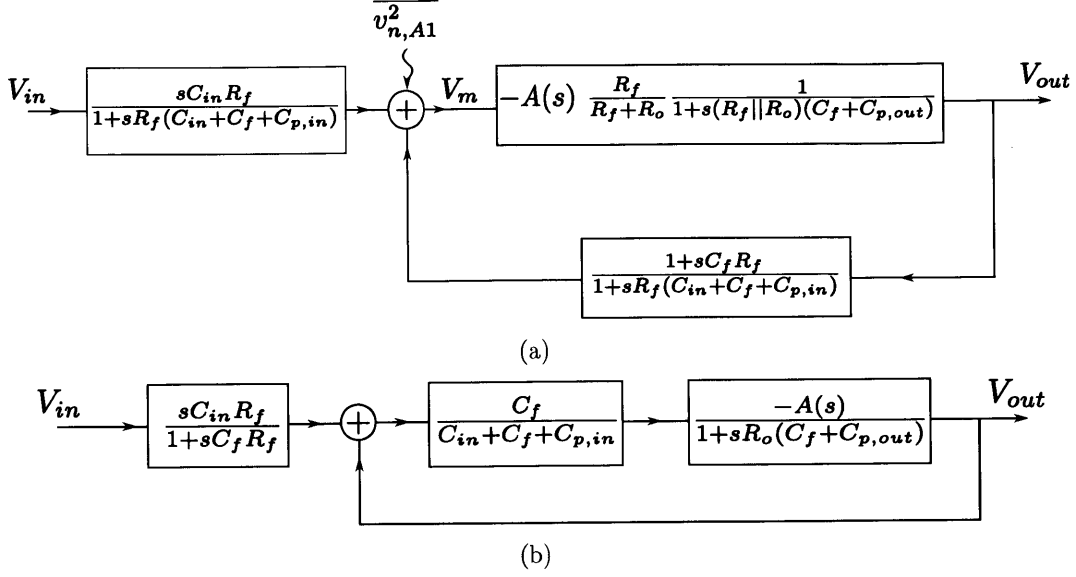 $\overline{v_{n,A1}^2}$
$V_{in}$
$\frac{sC_{in}R_f}{1+sR_f(C_{in}+C_f+C_{p,in})}$
+
$V_m$
$-A(s)\ \frac{R_f}{R_f+R_o}\ \frac{1}{1+s(R_f||R_o)(C_f+C_{p,out})}$
$V_{out}$
$\frac{1+sC_fR_f}{1+sR_f(C_{in}+C_f+C_{p,in})}$
(a)
$V_{in}$
$\frac{sC_{in}R_f}{1+sC_fR_f}$
+
$\frac{C_f}{C_{in}+C_f+C_{p,in}}$
$\frac{-A(s)}{1+sR_o(C_f+C_{p,out})}$
$V_{out}$
(b)